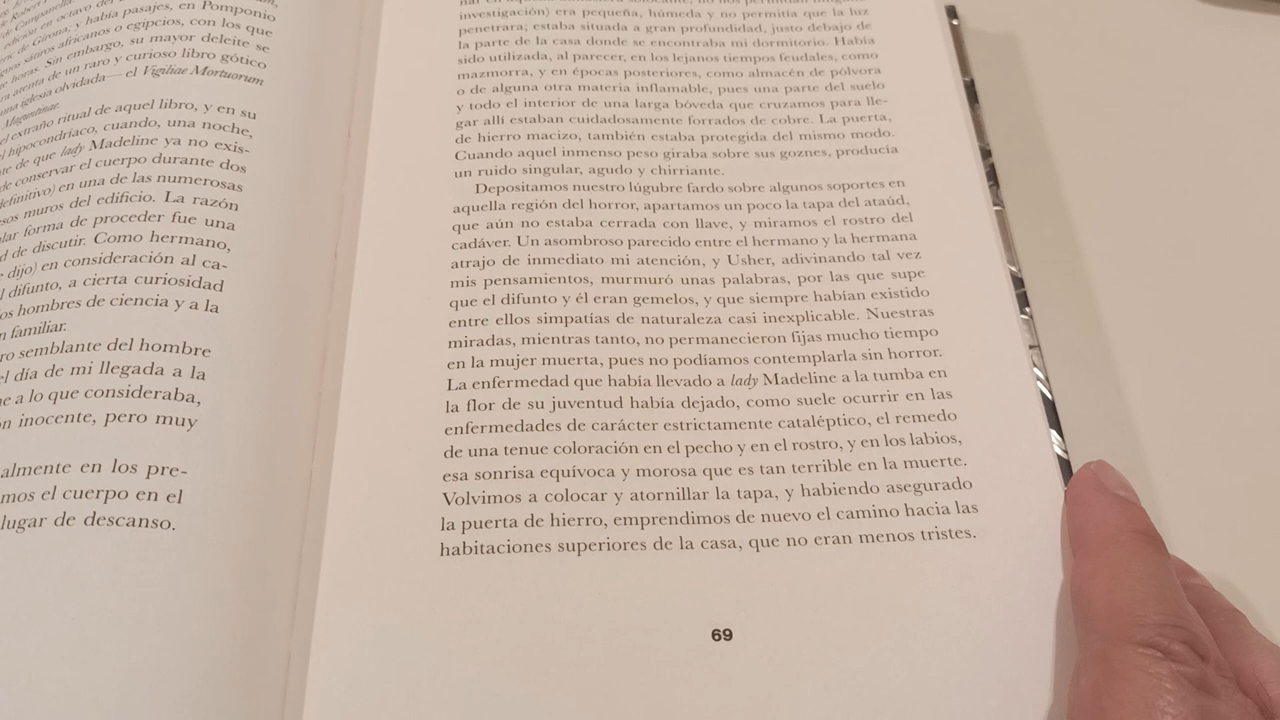 edición en octavo del
de Girona, y había pasajes, en Pomponio
sátiros africanos o egipcios, con los que
horas. Sin embargo, su mayor deleite se
atenta de un raro y curioso libro gótico
una iglesia olvidada— el Vigiliae Mortuorum
Maguntinae.
el extraño ritual de aquel libro, y en su
hipocondríaco, cuando, una noche,
de que lady Madeline ya no exis-
de conservar el cuerpo durante dos
definitivo) en una de las numerosas
muros del edificio. La razón
forma de proceder fue una
de discutir. Como hermano,
dijo) en consideración al ca-
difunto, a cierta curiosidad
os hombres de ciencia y a la
n familiar.
ro semblante del hombre
el día de mi llegada a la
e a lo que consideraba,
ón inocente, pero muy
almente en los pre-
mos el cuerpo en el
lugar de descanso.
investigación) era pequeña, húmeda y no permitía que la luz
penetrara; estaba situada a gran profundidad, justo debajo de
la parte de la casa donde se encontraba mi dormitorio. Había
sido utilizada, al parecer, en los lejanos tiempos feudales, como
mazmorra, y en épocas posteriores, como almacén de pólvora
o de alguna otra materia inflamable, pues una parte del suelo
y todo el interior de una larga bóveda que cruzamos para lle-
gar allí estaban cuidadosamente forrados de cobre. La puerta,
de hierro macizo, también estaba protegida del mismo modo.
Cuando aquel inmenso peso giraba sobre sus goznes, producía
un ruido singular, agudo y chirriante.
Depositamos nuestro lúgubre fardo sobre algunos soportes en
aquella región del horror, apartamos un poco la tapa del ataúd,
que aún no estaba cerrada con llave, y miramos el rostro del
cadáver. Un asombroso parecido entre el hermano y la hermana
atrajo de inmediato mi atención, y Usher, adivinando tal vez
mis pensamientos, murmuró unas palabras, por las que supe
que el difunto y él eran gemelos, y que siempre habían existido
entre ellos simpatías de naturaleza casi inexplicable. Nuestras
miradas, mientras tanto, no permanecieron fijas mucho tiempo
en la mujer muerta, pues no podíamos contemplarla sin horror.
La enfermedad que había llevado a lady Madeline a la tumba en
la flor de su juventud había dejado, como suele ocurrir en las
enfermedades de carácter estrictamente cataléptico, el remedo
de una tenue coloración en el pecho y en el rostro, y en los labios,
esa sonrisa equívoca y morosa que es tan terrible en la muerte.
Volvimos a colocar y atornillar la tapa, y habiendo asegurado
la puerta de hierro, emprendimos de nuevo el camino hacia las
habitaciones superiores de la casa, que no eran menos tristes.
69